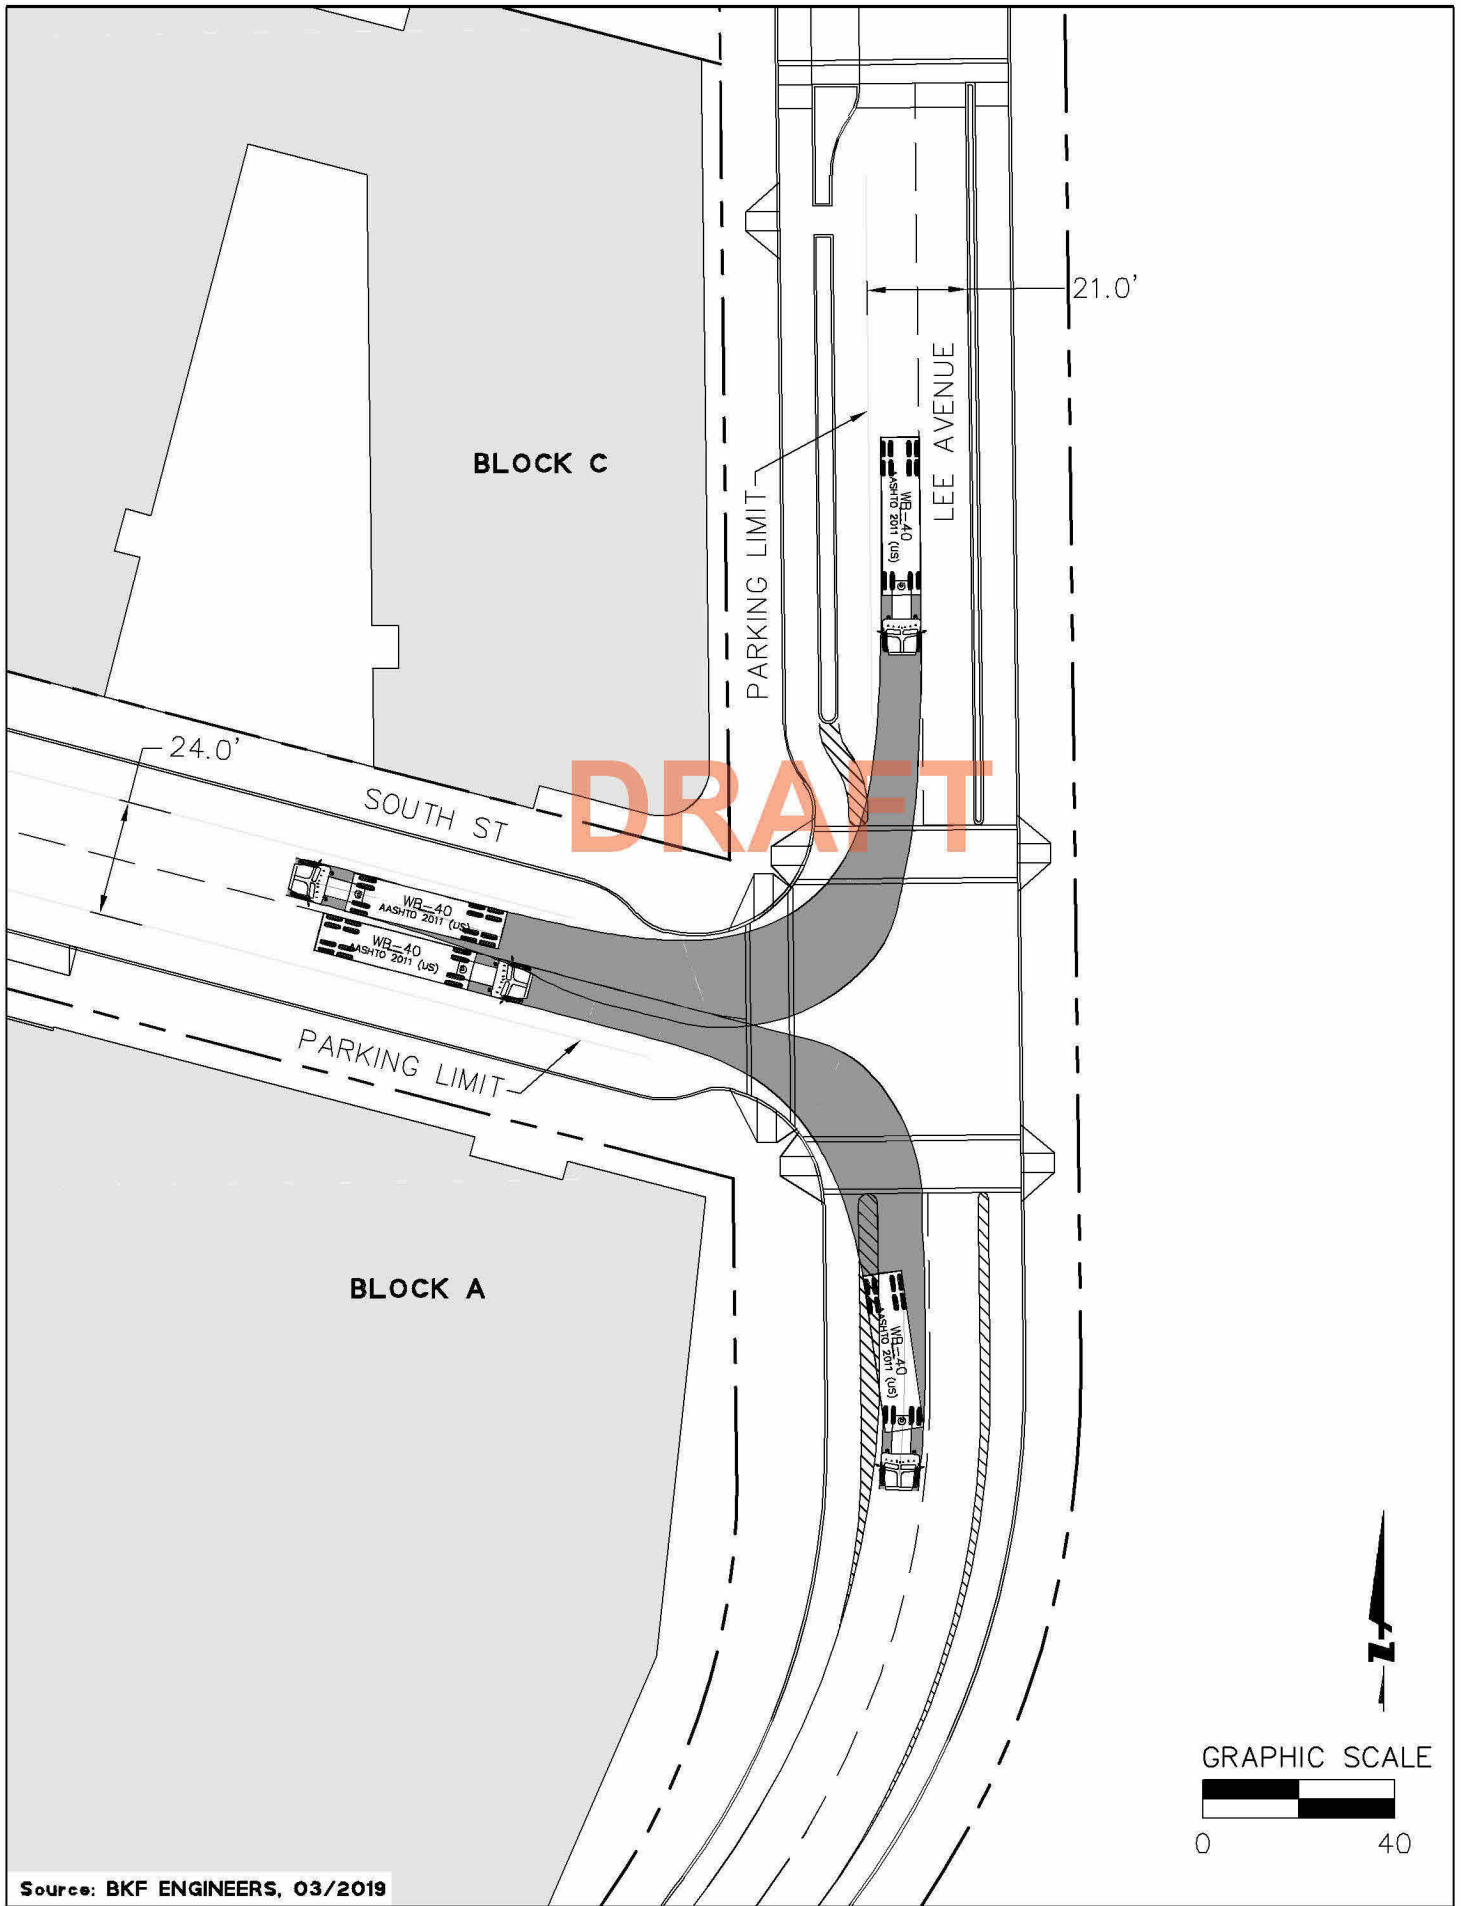 21.0'
LEE AVENUE
BLOCK C
PARKING LIMIT
WB-40
AASHTO 2011 (US)
24.0'
SOUTH ST
DRAFT
WB-40
AASHTO 2011 (US)
WB-40
AASHTO 2011 (US)
PARKING LIMIT
BLOCK A
WB-40
AASHTO 2011 (US)
GRAPHIC SCALE
0 40
Source: BKF ENGINEERS, 03/2019